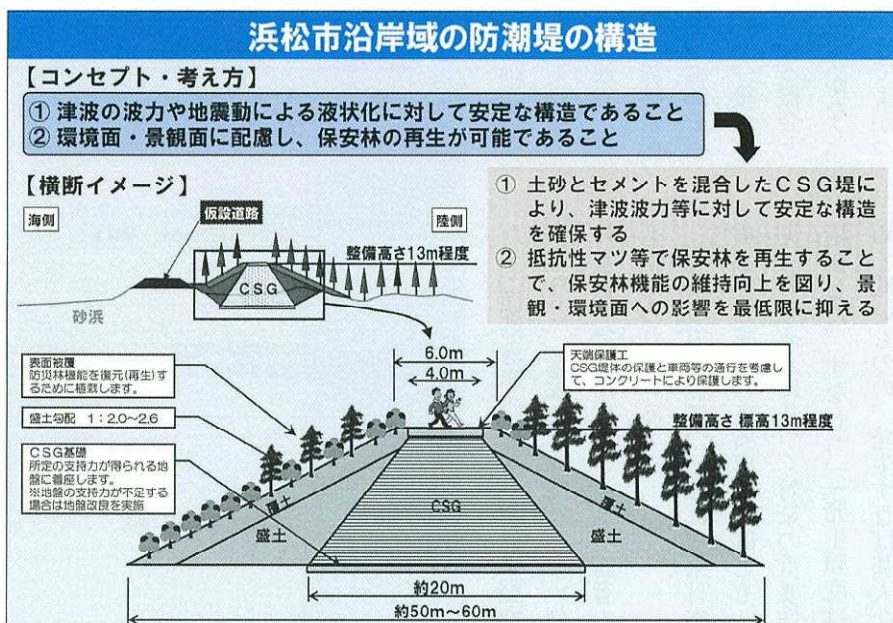 浜松市沿岸域の防潮堤の構造
【コンセプト・考え方】
① 津波の波力や地震動による液状化に対して安定な構造であること
② 環境面・景観面に配慮し、保安林の再生が可能であること
① 土砂とセメントを混合したCSG堤に
より、津波波力等に対して安定な構造
を確保する
② 抵抗性マツ等で保安林を再生すること
で、保安林機能の維持向上を図り、景
観・環境面への影響を最低限に抑える
【横断イメージ】
海側
仮設道路
陸側
整備高さ13m程度
CSG
砂浜
表面被覆
防災林機能を復元(再生)す
るために植栽します。
盛土勾配 1:2.0〜2.6
CSG基礎
所定の支持力が得られる地
盤に着座します。
※地盤の支持力が不足する
場合は地盤改良を実施
6.0m
4.0m
天端保護工
CSG堤体の保護と車両等の通行を考慮し
て、コンクリートにより保護します。
整備高さ 標高13m程度
覆土
盛土
CSG
覆土
盛土
約20m
約50m〜60m